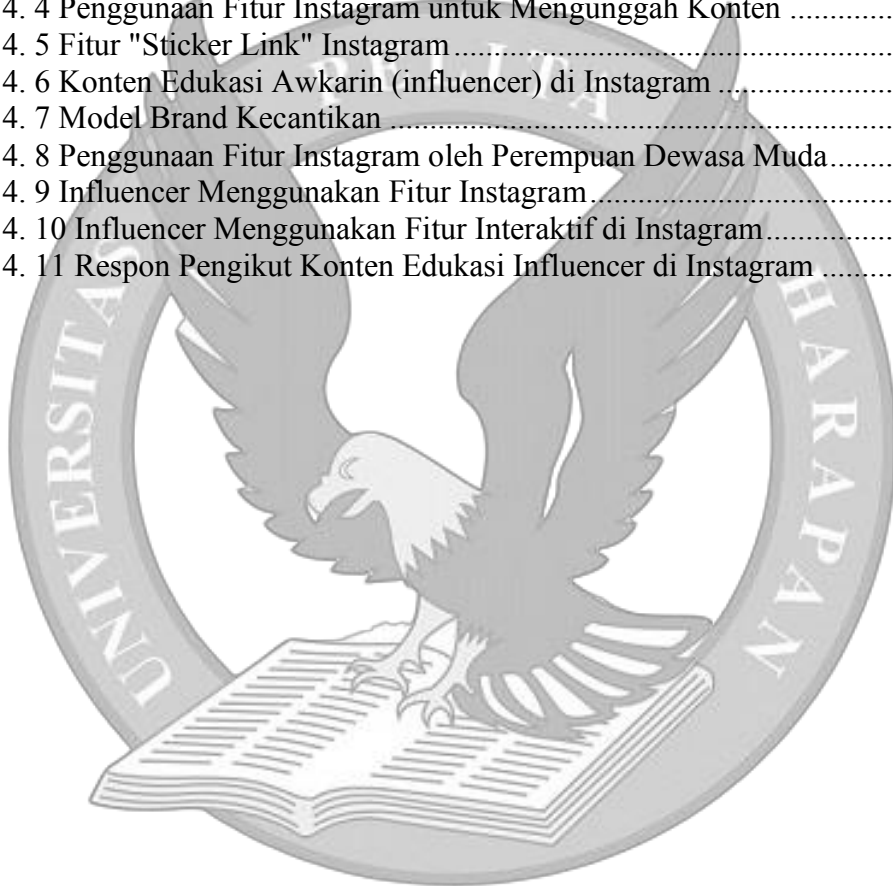 4. 4 Penggunaan Fitur Instagram untuk Mengunggah Konten ..............
4. 5 Fitur "Sticker Link" Instagram ..........................................................
4. 6 Konten Edukasi Awkarin (influencer) di Instagram ......................
4. 7 Model Brand Kecantikan .................................................................
4. 8 Penggunaan Fitur Instagram oleh Perempuan Dewasa Muda ........
4. 9 Influencer Menggunakan Fitur Instagram .......................................
4. 10 Influencer Menggunakan Fitur Interaktif di Instagram ................
4. 11 Respon Pengikut Konten Edukasi Influencer di Instagram .........
UNIVERSITAS PELITA HARAPAN